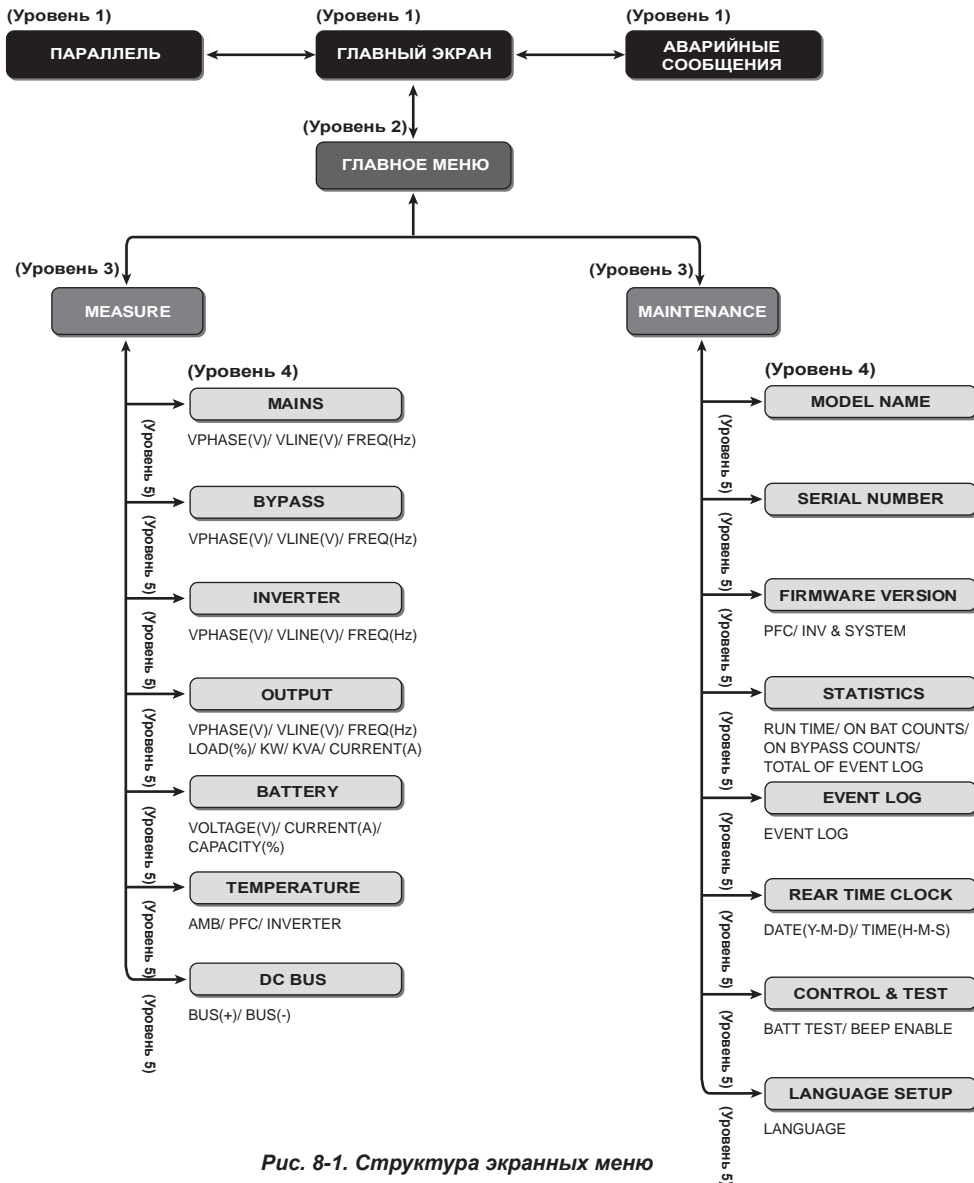 (Уровень 1)
(Уровень 1)
(Уровень 1)
ПАРАЛЛЕЛЬ
ГЛАВНЫЙ ЭКРАН
АВАРИЙНЫЕ
СООБЩЕНИЯ
(Уровень 2)
ГЛАВНОЕ МЕНЮ
(Уровень 3)
MEASURE
(Уровень 4)
MAINS
VPHASE(V)/ VLINE(V)/ FREQ(Hz)
(Уровень 5)
BYPASS
VPHASE(V)/ VLINE(V)/ FREQ(Hz)
(Уровень 5)
INVERTER
VPHASE(V)/ VLINE(V)/ FREQ(Hz)
(Уровень 5)
OUTPUT
VPHASE(V)/ VLINE(V)/ FREQ(Hz)
LOAD(%)/ KW/ KVA/ CURRENT(A)
(Уровень 5)
BATTERY
VOLTAGE(V)/ CURRENT(A)/
CAPACITY(%)
(Уровень 5)
TEMPERATURE
AMB/ PFC/ INVERTER
(Уровень 5)
DC BUS
BUS(+)/ BUS(-)
(Уровень 5)
(Уровень 3)
MAINTENANCE
(Уровень 4)
MODEL NAME
(Уровень 5)
SERIAL NUMBER
(Уровень 5)
FIRMWARE VERSION
PFC/ INV & SYSTEM
(Уровень 5)
STATISTICS
RUN TIME/ ON BAT COUNTS/
ON BYPASS COUNTS/
TOTAL OF EVENT LOG
(Уровень 5)
EVENT LOG
EVENT LOG
(Уровень 5)
REAR TIME CLOCK
DATE(Y-M-D)/ TIME(H-M-S)
(Уровень 5)
CONTROL & TEST
BATT TEST/ BEEP ENABLE
(Уровень 5)
LANGUAGE SETUP
LANGUAGE
(Уровень 5)
Рис. 8-1. Структура экранных меню